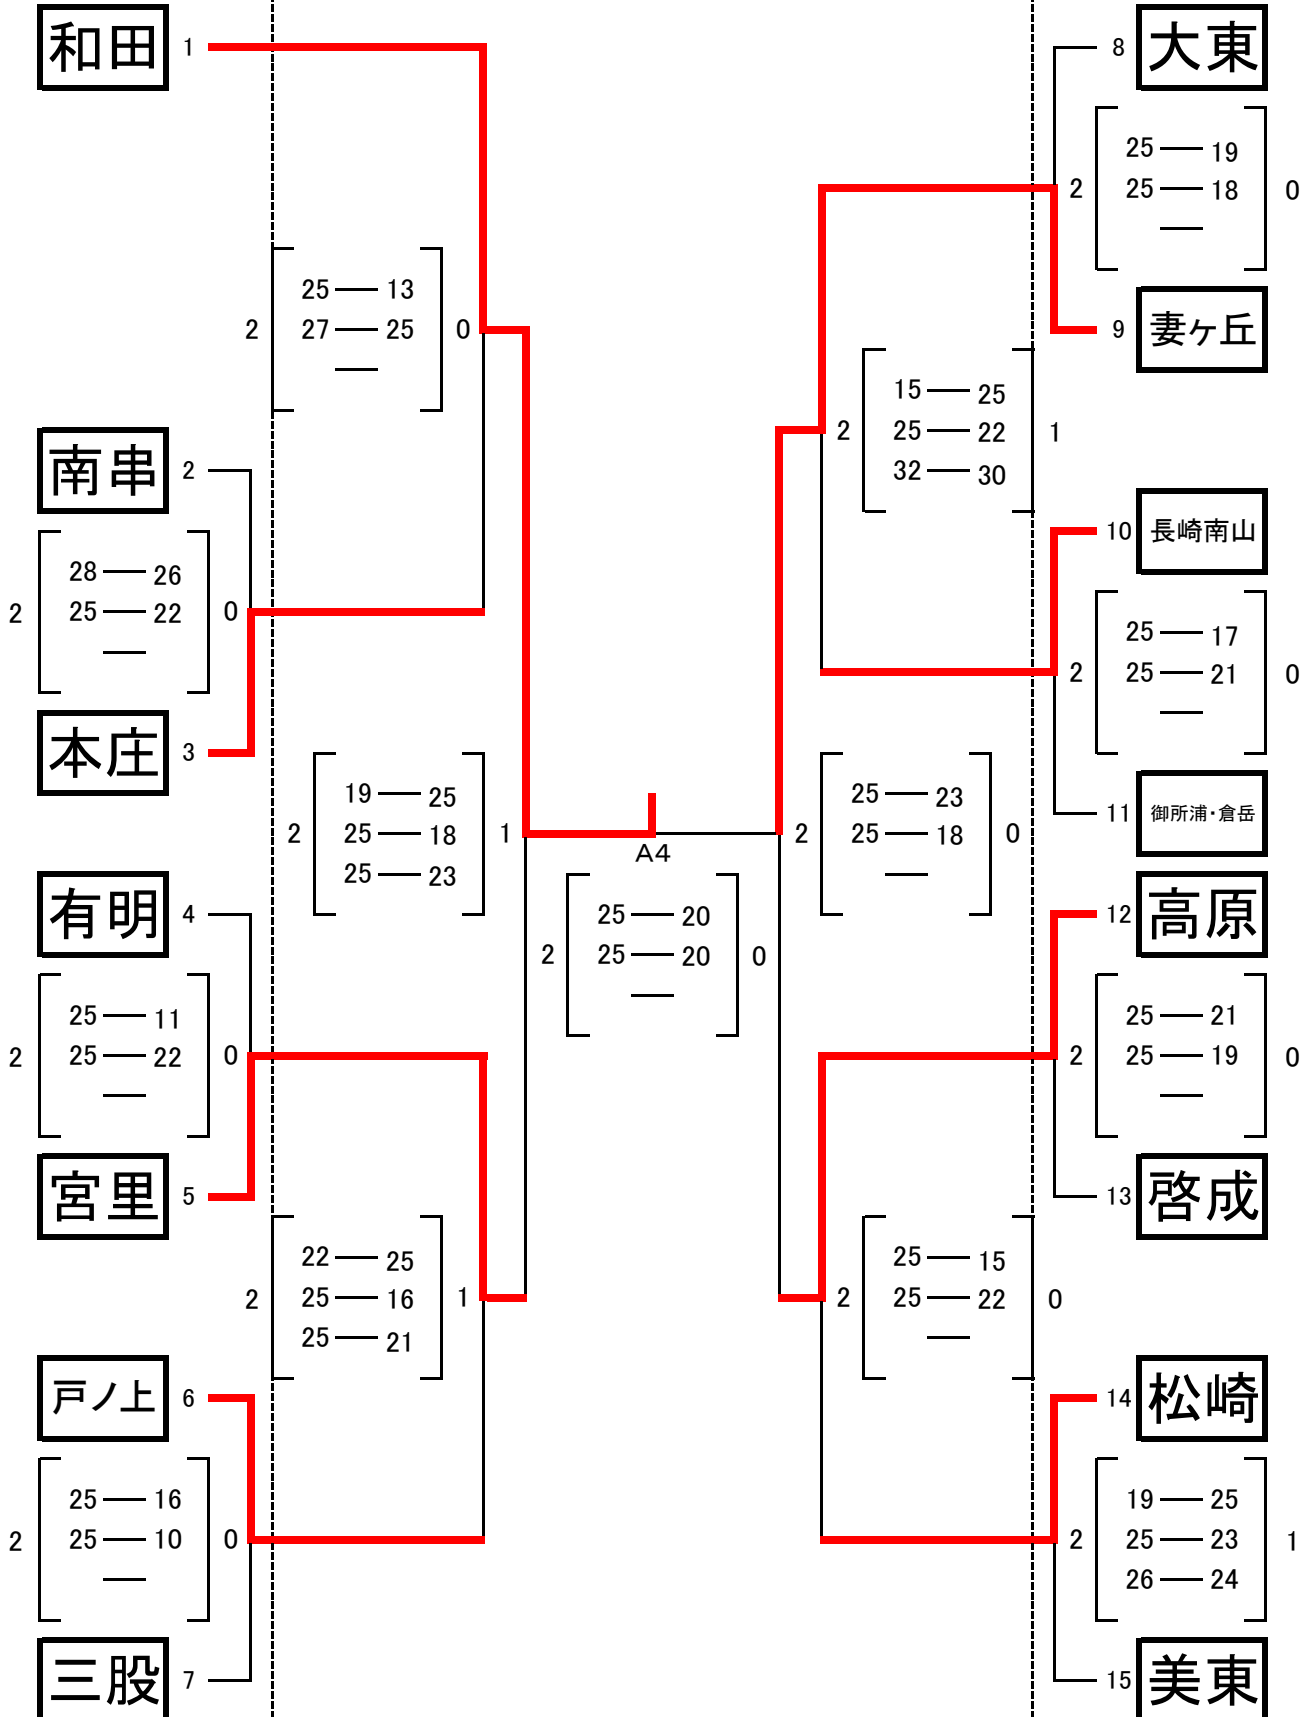 和田 1
2 25 — 13 0
27 — 25
—
南串 2
2 28 — 26 0
25 — 22
—
本庄 3
2 19 — 25 1
25 — 18
25 — 23
有明 4
2 25 — 11 0
25 — 22
—
宮里 5
2 22 — 25 1
25 — 16
25 — 21
戸ノ上 6
2 25 — 16 0
25 — 10
—
三股 7
A4
2 25 — 20 0
25 — 20
—
8 大東
2 25 — 19 0
25 — 18
—
9 妻ヶ丘
2 15 — 25 1
25 — 22
32 — 30
10 長崎南山
2 25 — 17 0
25 — 21
—
11 御所浦・倉岳
2 25 — 23 0
25 — 18
—
12 高原
2 25 — 21 0
25 — 19
—
13 啓成
2 25 — 15 0
25 — 22
—
14 松崎
2 19 — 25 1
25 — 23
26 — 24
15 美東